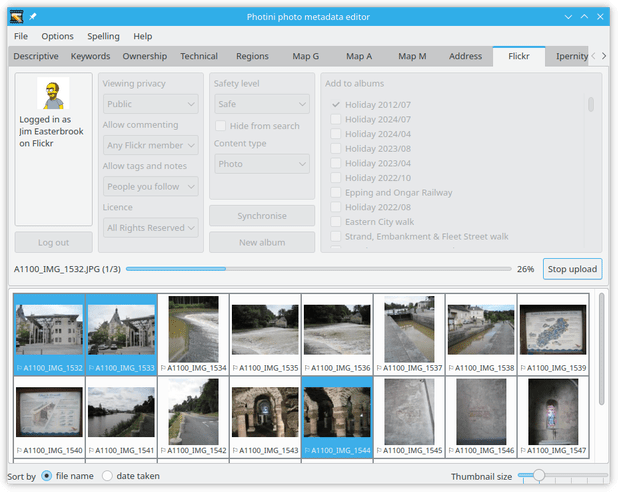 Photini photo metadata editor
File Options Spelling Help
Descriptive Keywords Ownership Technical Regions Map G Map A Map M Address Flickr Ipernity
Logged in as
Jim Easterbrook
on Flickr
Log out
Viewing privacy
Public
Allow commenting
Any Flickr member
Allow tags and notes
People you follow
Licence
All Rights Reserved
Safety level
Safe
Hide from search
Content type
Photo
Synchronise
New album
Add to albums
Holiday 2012/07
Holiday 2024/07
Holiday 2024/04
Holiday 2023/08
Holiday 2023/04
Holiday 2022/10
Epping and Ongar Railway
Holiday 2022/08
Eastern City walk
Strand, Embankment & Fleet Street walk
A1100_IMG_1532.JPG (1/3) 26% Stop upload
A1100_IMG_1532 A1100_IMG_1533 A1100_IMG_1534 A1100_IMG_1535 A1100_IMG_1536 A1100_IMG_1537 A1100_IMG_1538 A1100_IMG_1539
A1100_IMG_1540 A1100_IMG_1541 A1100_IMG_1542 A1100_IMG_1543 A1100_IMG_1544 A1100_IMG_1545 A1100_IMG_1546 A1100_IMG_1547
Sort by file name date taken Thumbnail size